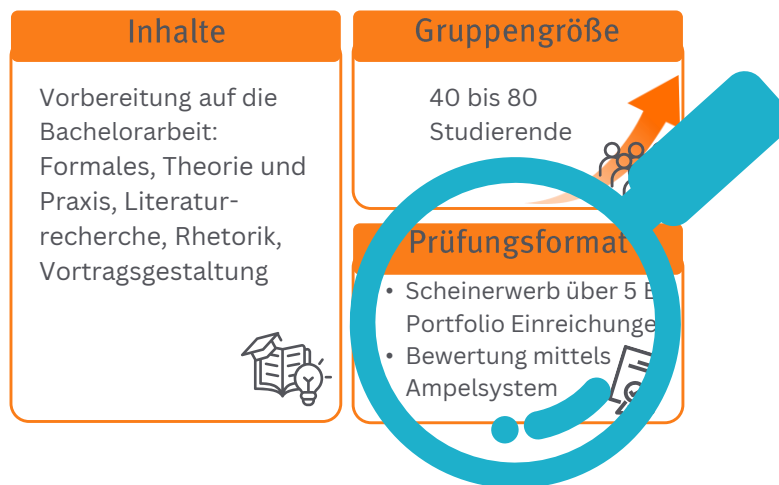 Inhalte
Vorbereitung auf die
Bachelorarbeit:
Formales, Theorie und
Praxis, Literatur-
recherche, Rhetorik,
Vortragsgestaltung
Gruppengröße
40 bis 80
Studierende
Prüfungsformat
• Scheinerwerb über 5
Portfolio Einreichunge
• Bewertung mittels
Ampelsystem